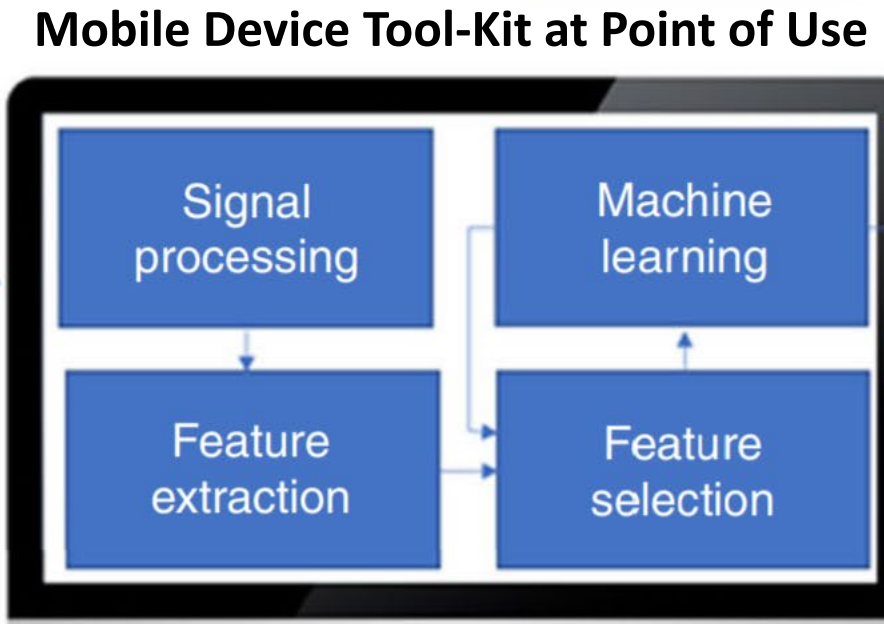 Mobile Device Tool-Kit at Point of Use
Signal
processing
Machine
learning
Feature
extraction
Feature
selection